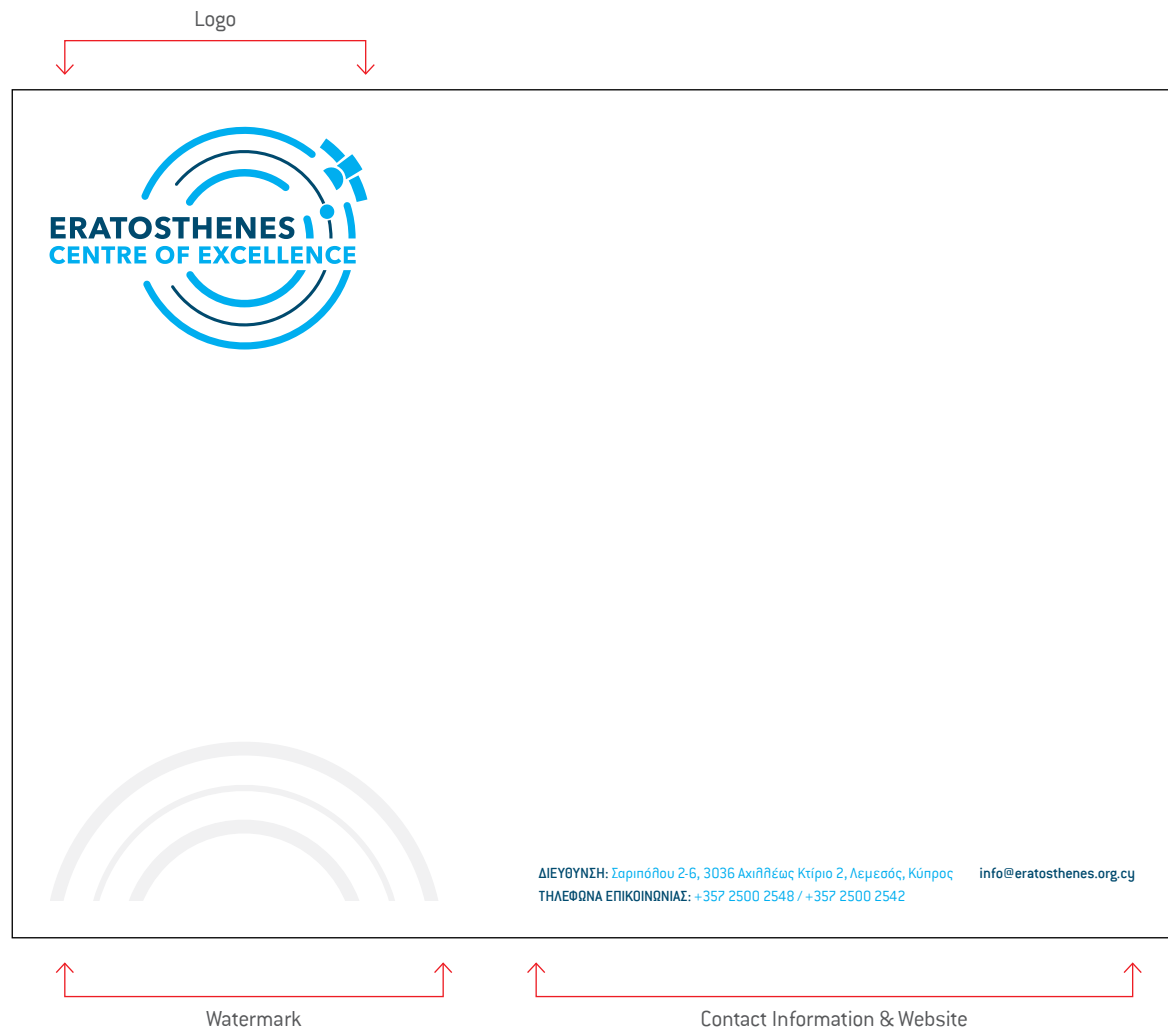 Logo
ERATOSTHENES
CENTRE OF EXCELLENCE
ΔΙΕΥΘΥΝΣΗ: Σαριπόλου 2-6, 3036 Αχιλλέως Κτίριο 2, Λεμεσός, Κύπρος info@eratosthenes.org.cy
ΤΗΛΕΦΩΝΑ ΕΠΙΚΟΙΝΩΝΙΑΣ: +357 2500 2548 / +357 2500 2542
Watermark Contact Information & Website